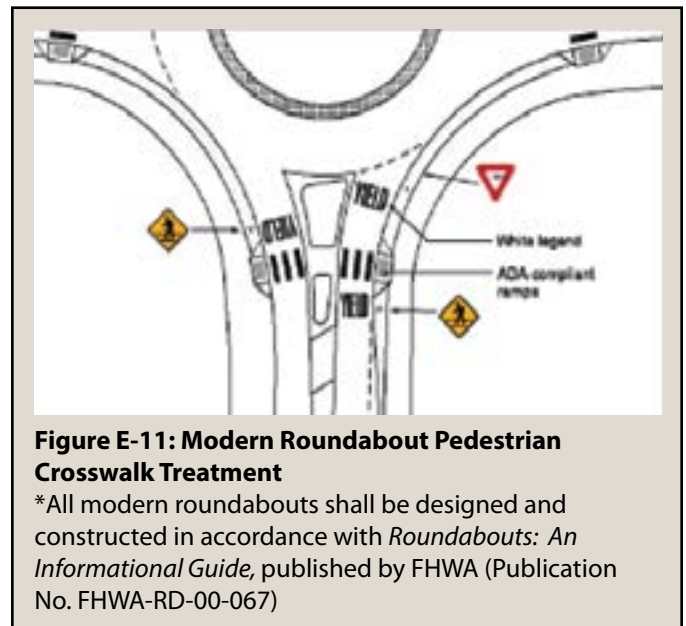 YIELD
YIELD
White legend
ADA-compliant
ramps
YIELD
Figure E-11: Modern Roundabout Pedestrian
Crosswalk Treatment
*All modern roundabouts shall be designed and
constructed in accordance with Roundabouts: An
Informational Guide, published by FHWA (Publication
No. FHWA-RD-00-067)